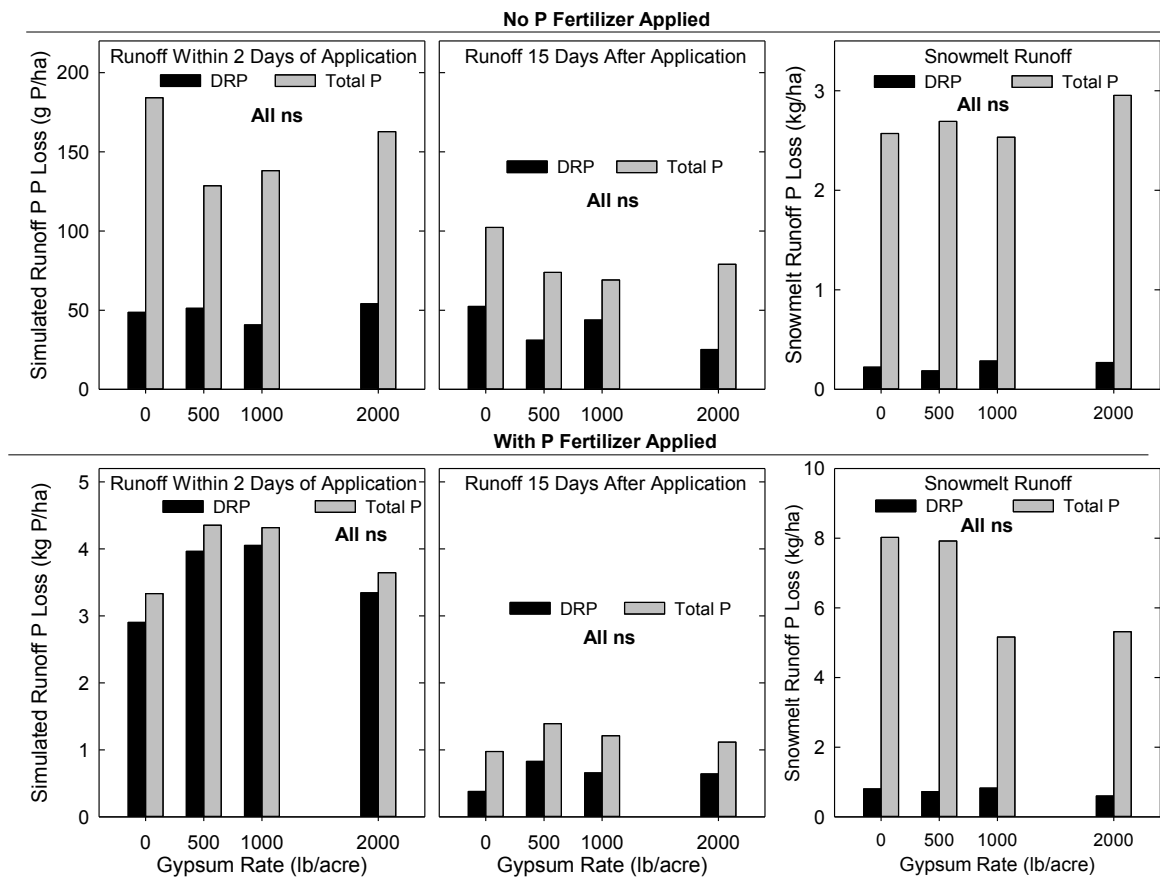 No P Fertilizer Applied
Runoff Within 2 Days of Application
DRP Total P
All ns
Simulated Runoff P P Loss (g P/ha)
200
150
100
50
0
0 500 1000 2000
Runoff 15 Days After Application
DRP Total P
All ns
0 500 1000 2000
Snowmelt Runoff
DRP Total P
All ns
Snowmelt Runoff P Loss (kg/ha)
3
2
1
0
0 500 1000 2000
With P Fertilizer Applied
Runoff Within 2 Days of Application
DRP Total P
All ns
Simulated Runoff P Loss (kg P/ha)
5
4
3
2
1
0
0 500 1000 2000
Gypsum Rate (lb/acre)
Runoff 15 Days After Application
DRP Total P
All ns
0 500 1000 2000
Gypsum Rate (lb/acre)
Snowmelt Runoff
DRP Total P
All ns
Snowmelt Runoff P Loss (kg/ha)
10
8
6
4
2
0
0 500 1000 2000
Gypsum Rate (lb/acre)